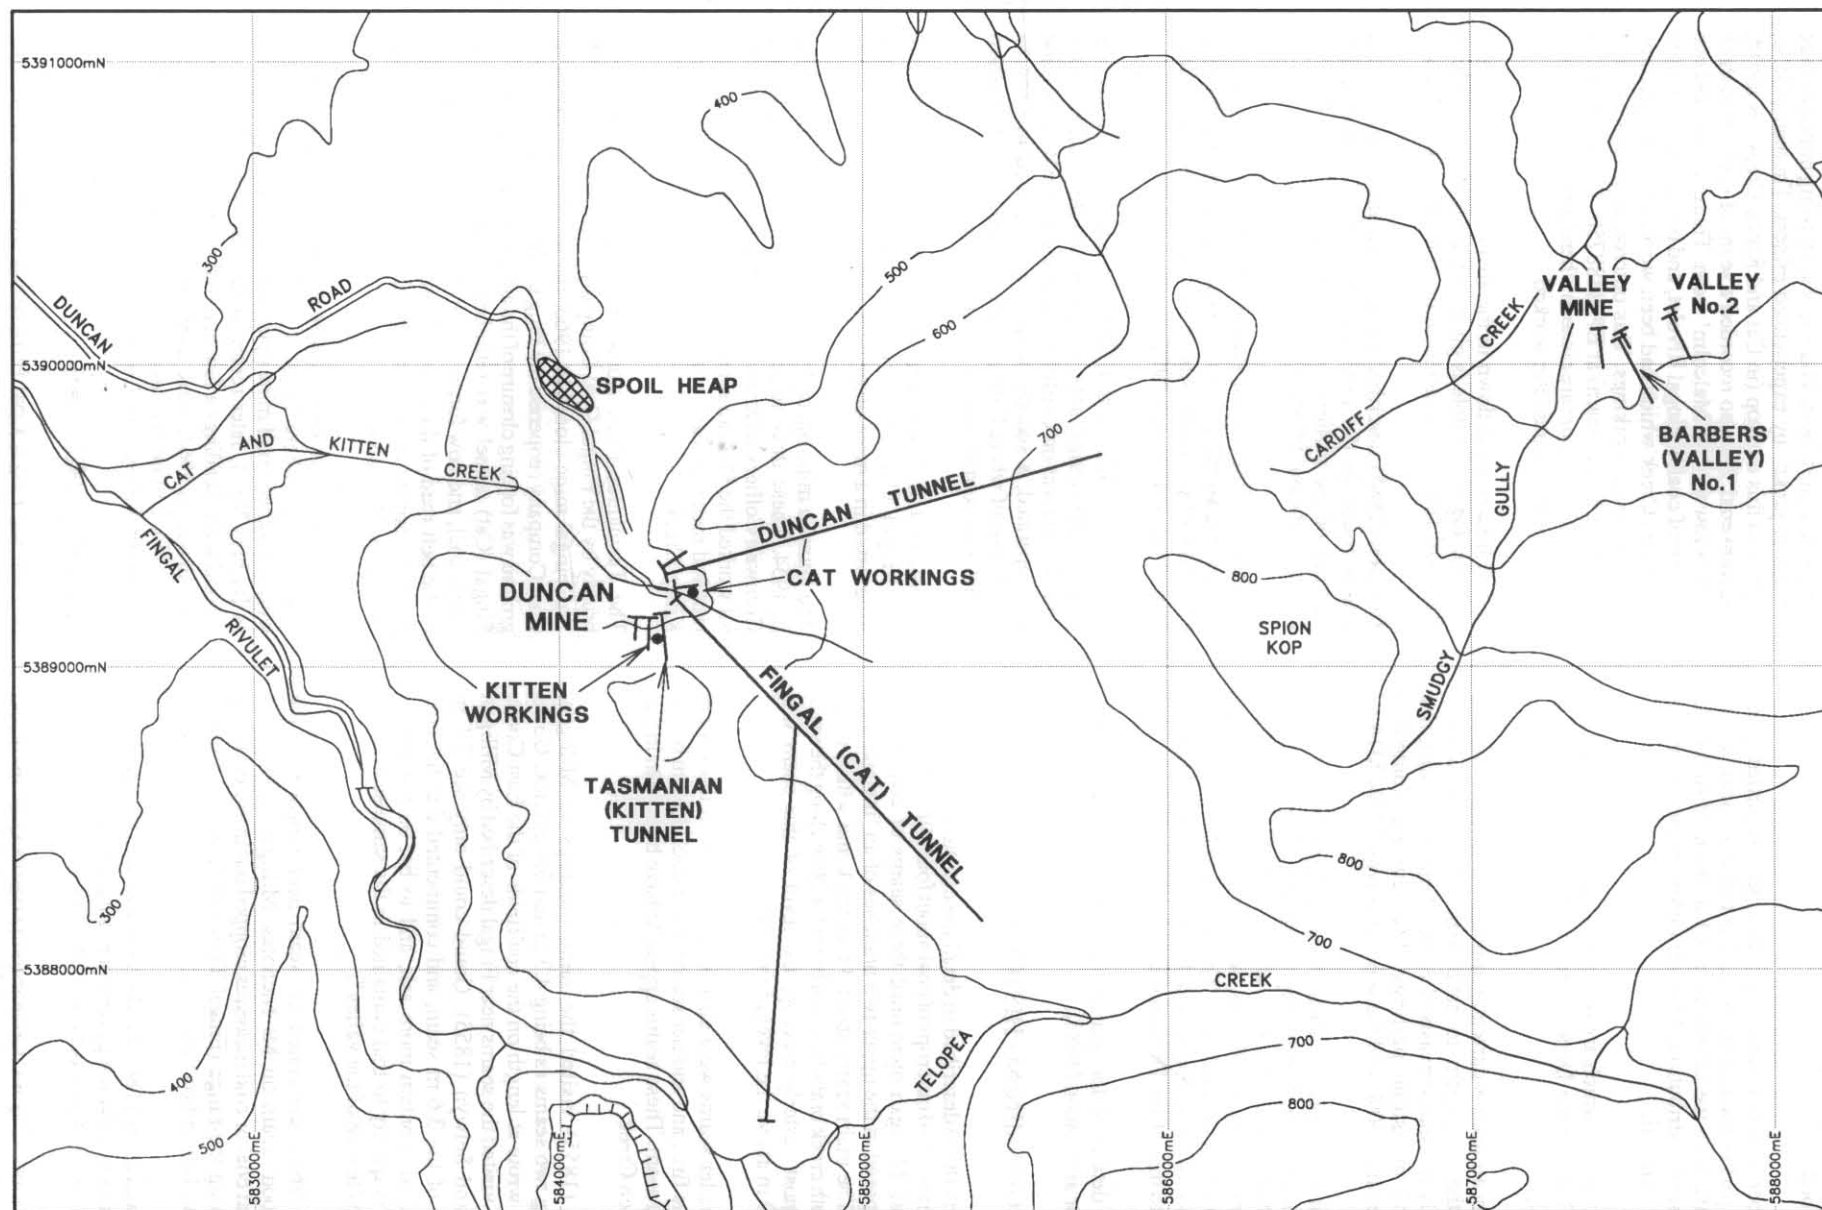 5391000mN
400
300
ROAD
DUNCAN
500
600
5390000mN
SPOIL HEAP
CREEK
VALLEY
MINE
VALLEY
No.2
CARDIFF
700
BARBERS
(VALLEY)
No.1
CAT AND KITTEN CREEK
GULLY
DUNCAN TUNNEL
FINGAL
RIVULET
CAT WORKINGS
DUNCAN
MINE
800
SPION
KOP
5389000mN
KITTEN
WORKINGS
SMUDGY
FINGAL (CAT) TUNNEL
TASMANIAN
(KITTEN)
TUNNEL
800
300
700
5388000mN
CREEK
TELOPEA
700
400
800
500
583000mE
584000mE
585000mE
586000mE
587000mE
588000mE